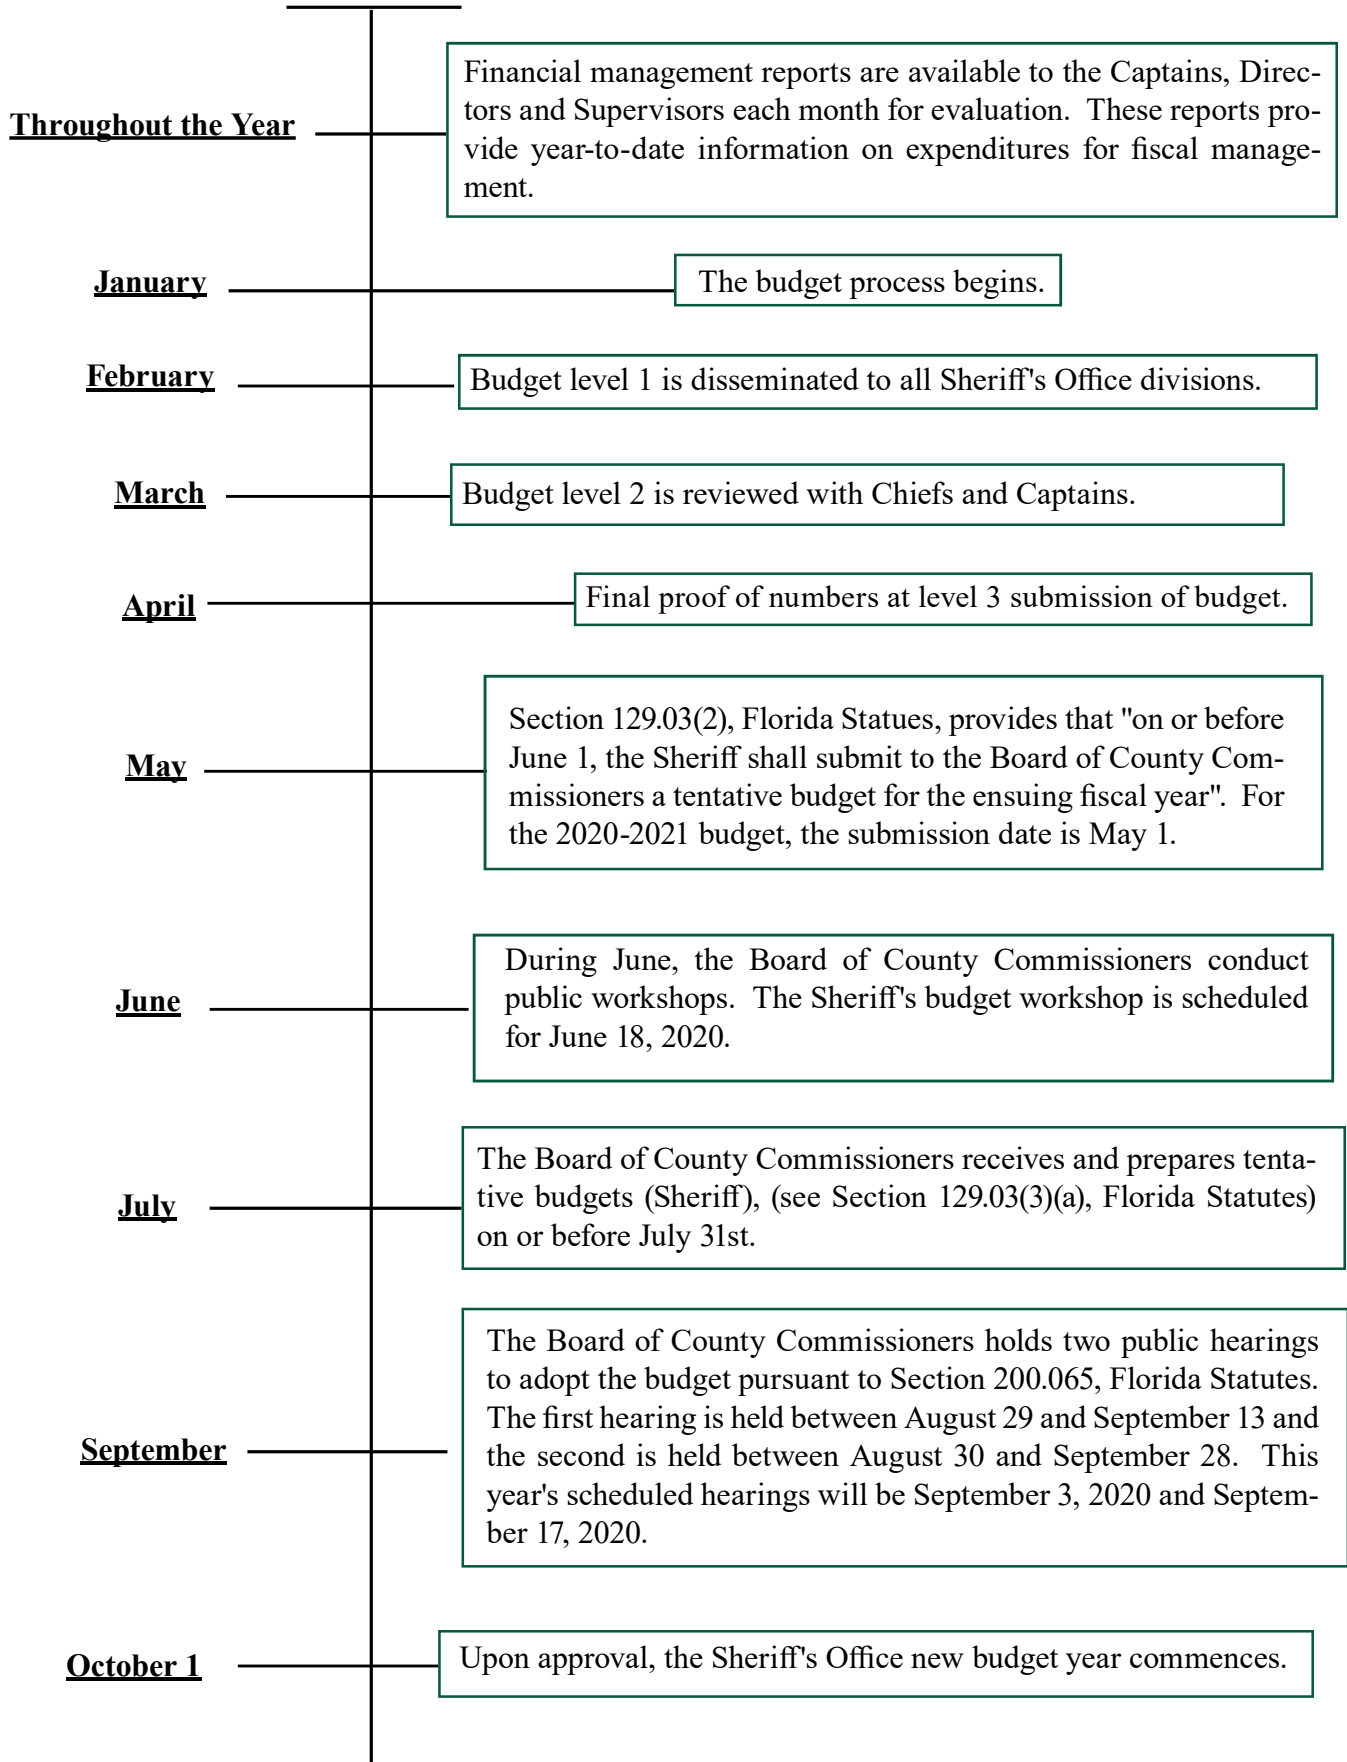 Throughout the Year
Financial management reports are available to the Captains, Direc-
tors and Supervisors each month for evaluation.  These reports pro-
vide year-to-date information on expenditures for fiscal manage-
ment.
January
The budget process begins.
February
Budget level 1 is disseminated to all Sheriff's Office divisions.
March
Budget level 2 is reviewed with Chiefs and Captains.
April
Final proof of numbers at level 3 submission of budget.
May
Section 129.03(2), Florida Statues, provides that "on or before
June 1, the Sheriff shall submit to the Board of County Com-
missioners a tentative budget for the ensuing fiscal year".  For
the 2020-2021 budget, the submission date is May 1.
June
During June, the Board of County Commissioners conduct
public workshops.  The Sheriff's budget workshop is scheduled
for June 18, 2020.
July
The Board of County Commissioners receives and prepares tenta-
tive budgets (Sheriff), (see Section 129.03(3)(a), Florida Statutes)
on or before July 31st.
September
The Board of County Commissioners holds two public hearings
to adopt the budget pursuant to Section 200.065, Florida Statutes.
The first hearing is held between August 29 and September 13 and
the second is held between August 30 and September 28.  This
year's scheduled hearings will be September 3, 2020 and Septem-
ber 17, 2020.
October 1
Upon approval, the Sheriff's Office new budget year commences.